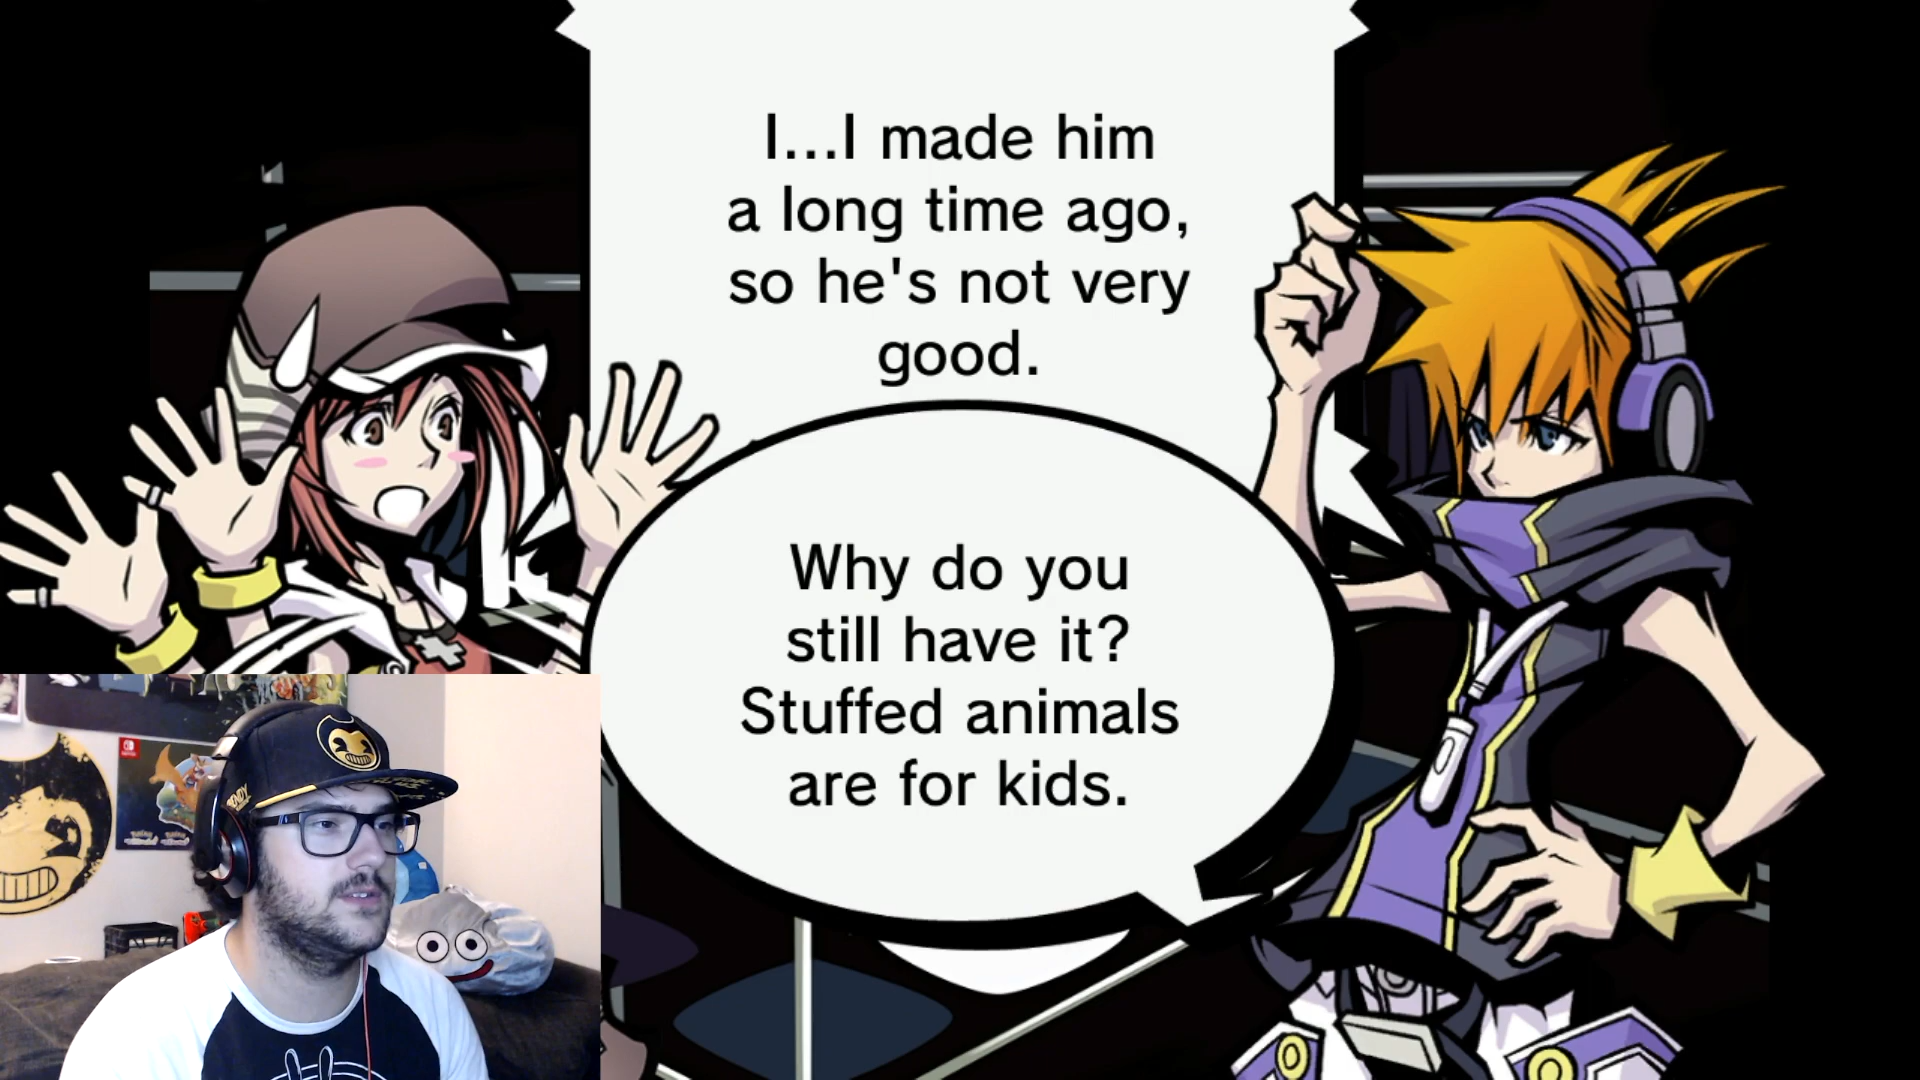 I...I made him
a long time ago,
so he's not very
good.
Why do you
still have it?
Stuffed animals
are for kids.